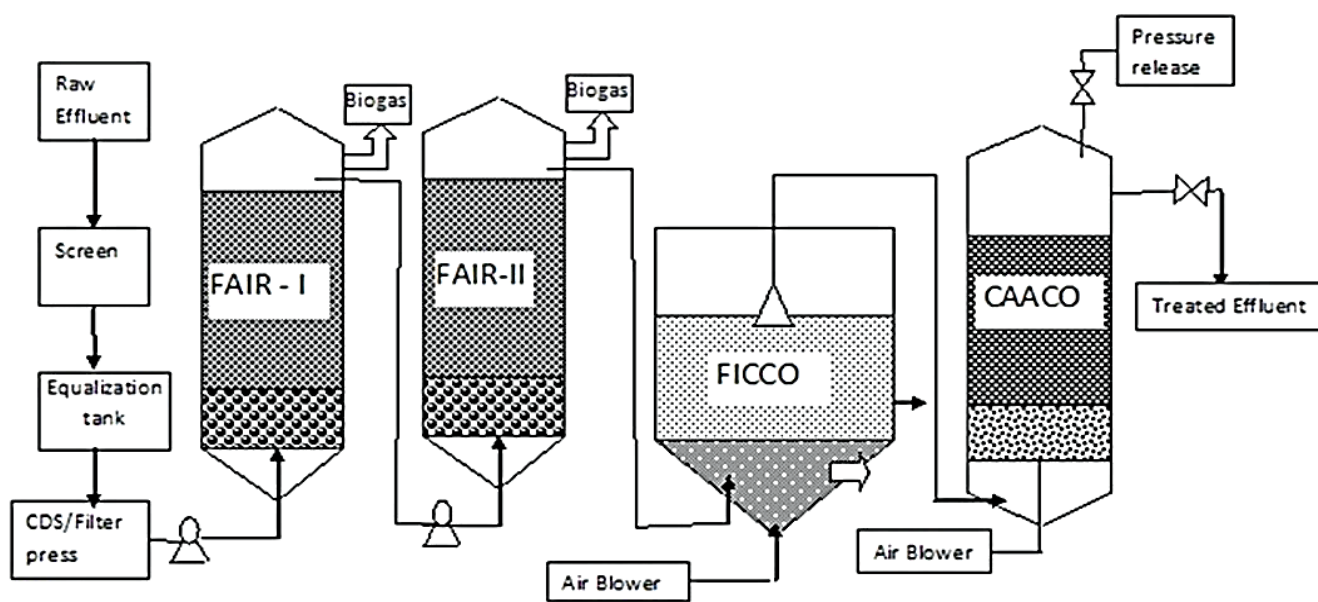 Raw
Effluent
Screen
Equalization
tank
CDS/Filter
press
FAIR - I
Biogas
FAIR-II
Biogas
FICCO
Air Blower
CAACO
Air Blower
Pressure
release
Treated Effluent